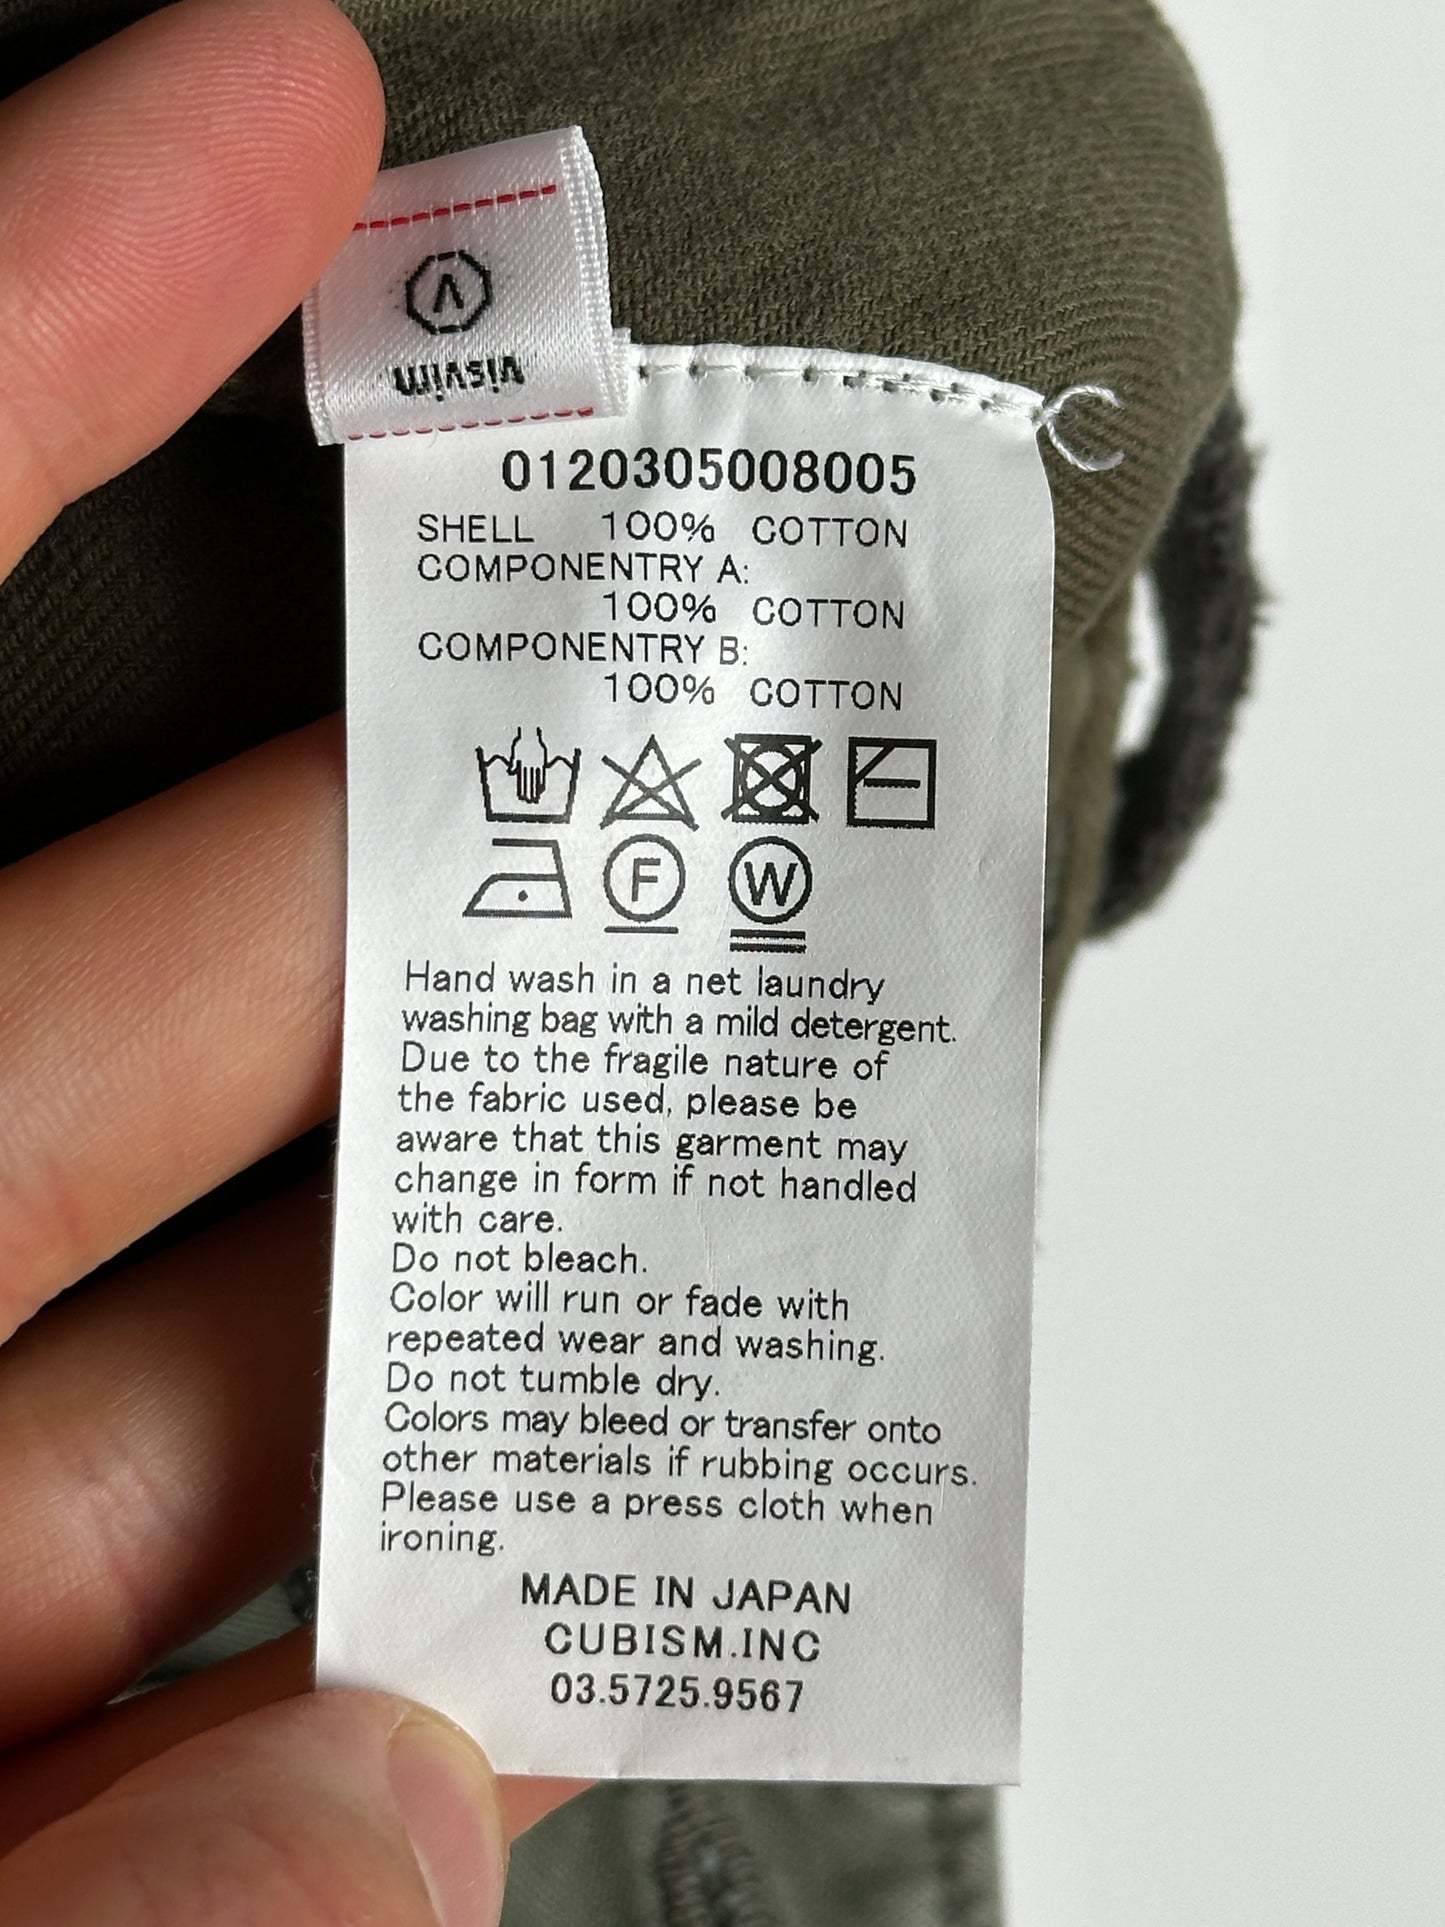 visvim
0120305008005
SHELL 100% COTTON
COMPONENTRY A:
100% COTTON
COMPONENTRY B:
100% COTTON
F W
Hand wash in a net laundry
washing bag with a mild detergent.
Due to the fragile nature of
the fabric used, please be
aware that this garment may
change in form if not handled
with care.
Do not bleach.
Color will run or fade with
repeated wear and washing.
Do not tumble dry.
Colors may bleed or transfer onto
other materials if rubbing occurs.
Please use a press cloth when
ironing.
MADE IN JAPAN
CUBISM.INC
03.5725.9567